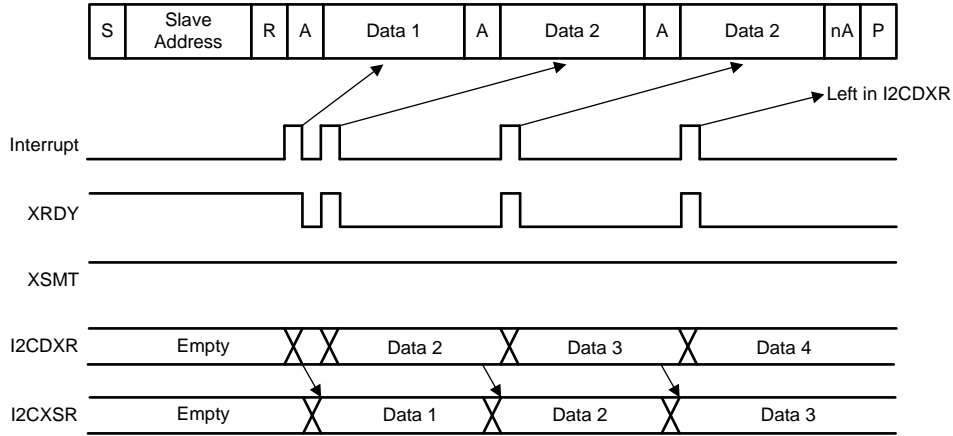 S Slave Address R A Data 1 A Data 2 A Data 2 nA P
Left in I2CDXR
Interrupt
XRDY
XSMT
I2CDXR Empty Data 2 Data 3 Data 4
I2CXSR Empty Data 1 Data 2 Data 3